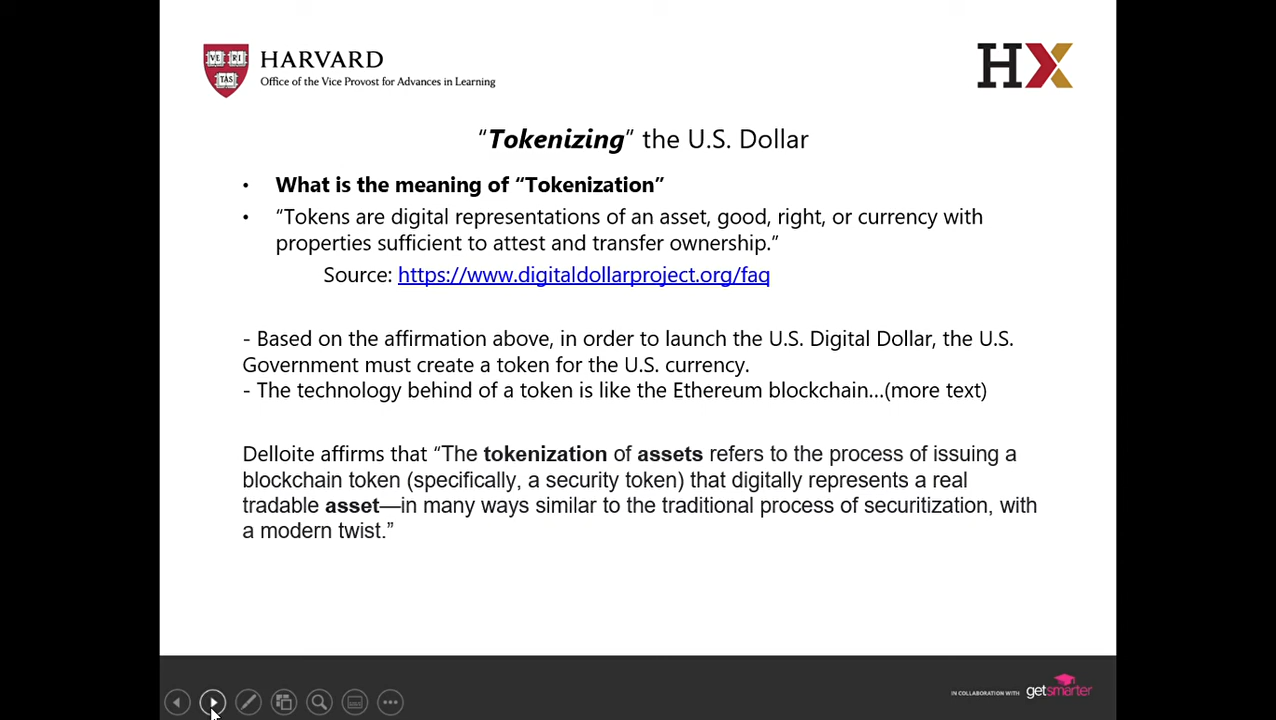 VE RI
TAS
HARVARD
Office of the Vice Provost for Advances in Learning
HX
“Tokenizing” the U.S. Dollar
• What is the meaning of “Tokenization”
• “Tokens are digital representations of an asset, good, right, or currency with
properties sufficient to attest and transfer ownership.”
Source: https://www.digitaldollarproject.org/faq
- Based on the affirmation above, in order to launch the U.S. Digital Dollar, the U.S.
Government must create a token for the U.S. currency.
- The technology behind of a token is like the Ethereum blockchain...(more text)
Delloite affirms that “The tokenization of assets refers to the process of issuing a
blockchain token (specifically, a security token) that digitally represents a real
tradable asset—in many ways similar to the traditional process of securitization, with
a modern twist.”
IN COLLABORATION WITH getsmarter